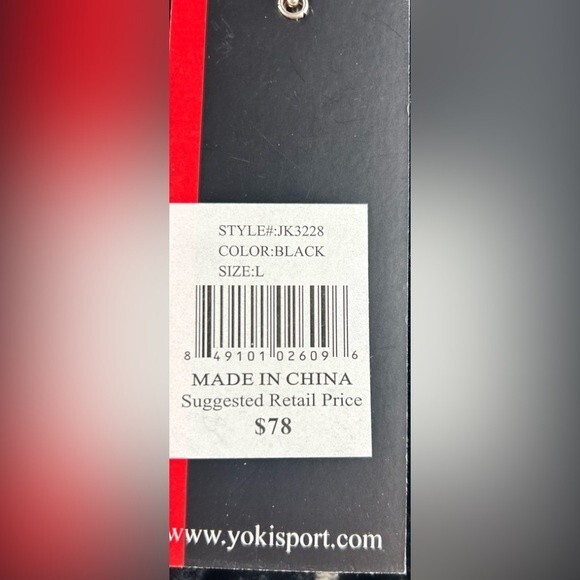 STYLE#:JK3228
COLOR:BLACK
SIZE:L
8 49101 02609 6
MADE IN CHINA
Suggested Retail Price
$78
www.yokisport.com